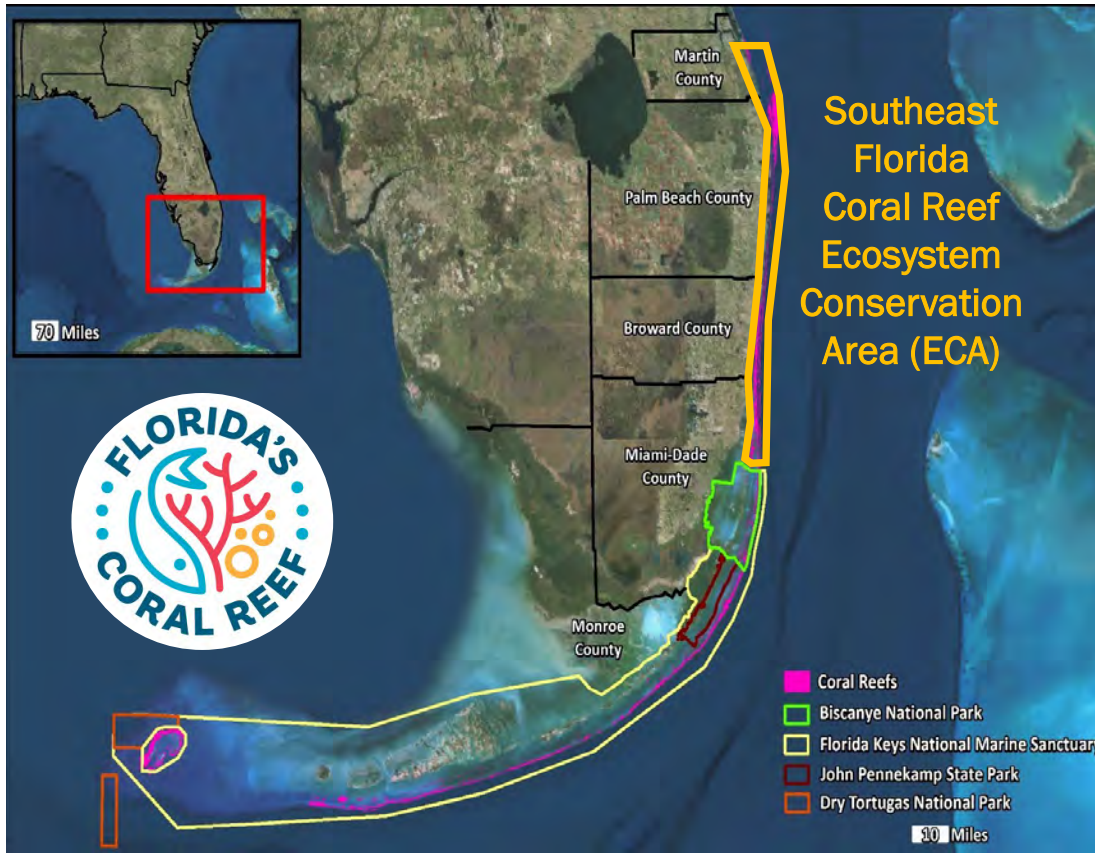 70 Miles
Martin
County
Palm Beach County
Broward County
Miami-Dade
County
Monroe
County
Southeast
Florida
Coral Reef
Ecosystem
Conservation
Area (ECA)
FLORIDA'S
CORAL REEF
Coral Reefs
Biscanye National Park
Florida Keys National Marine Sanctuary
John Pennekamp State Park
Dry Tortugas National Park
10 Miles